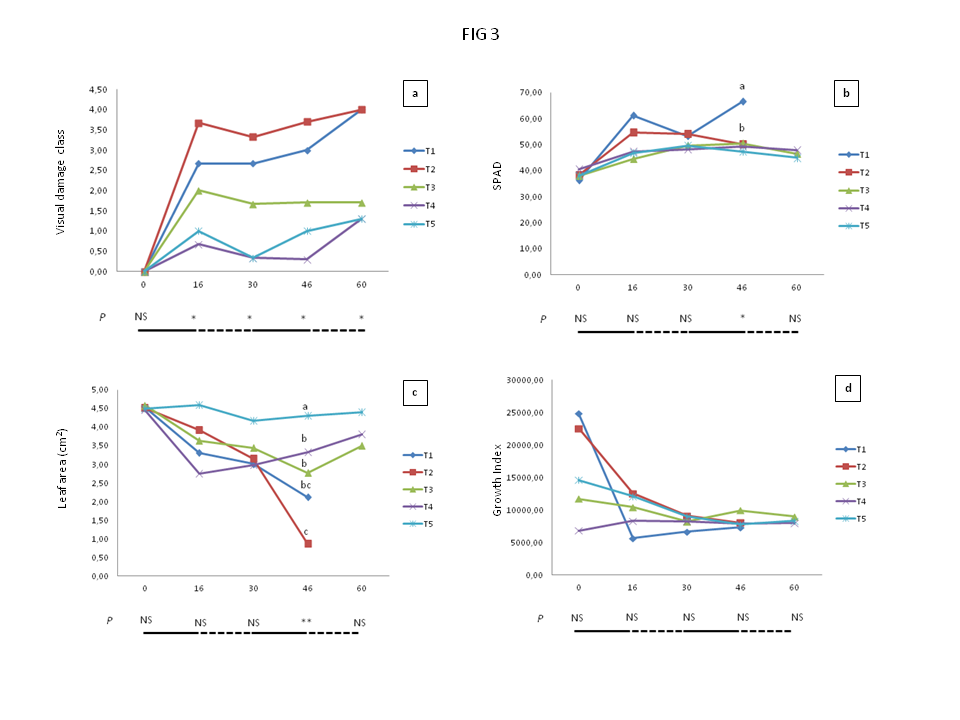 FIG 3
a
Visual damage class
4,50
4,00
3,50
3,00
2,50
2,00
1,50
1,00
0,50
0,00
0 16 30 46 60
T1
T2
T3
T4
T5
P NS * * * *
b
SPAD
70,00
60,00
50,00
40,00
30,00
20,00
10,00
0,00
a
b
0 16 30 46 60
T1
T2
T3
T4
T5
P NS NS NS * NS
c
Leaf area (cm²)
5,00
4,50
4,00
3,50
3,00
2,50
2,00
1,50
1,00
0,50
0,00
a
b
b
bc
c
0 16 30 46 60
T1
T2
T3
T4
T5
P NS NS NS ** NS
d
Growth Index
30000,00
25000,00
20000,00
15000,00
10000,00
5000,00
0,00
0 16 30 46 60
T1
T2
T3
T4
T5
P NS NS NS NS NS